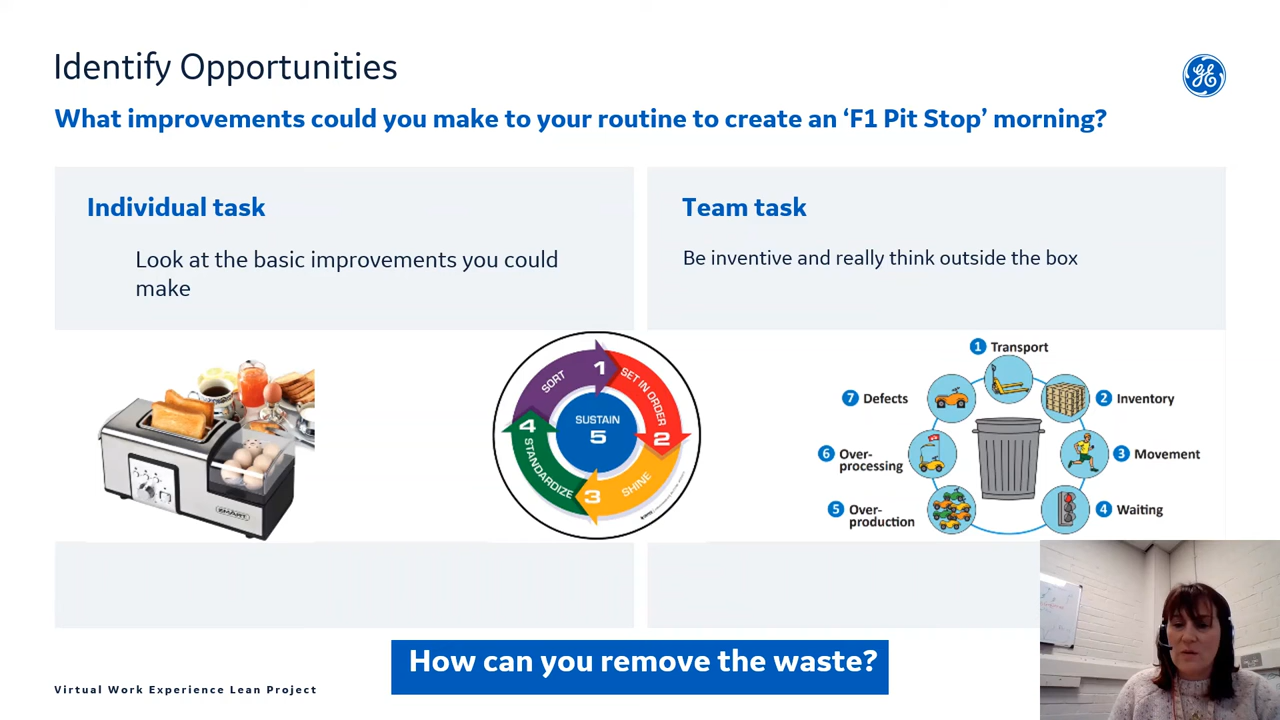 Identify Opportunities
What improvements could you make to your routine to create an ‘F1 Pit Stop’ morning?
Individual task
Look at the basic improvements you could
make
Team task
Be inventive and really think outside the box
1
SORT
SET IN ORDER
2
SHINE
3
STANDARDIZE
4
SUSTAIN
5
1 Transport
2 Inventory
3 Movement
4 Waiting
5 Over-
production
6 Over-
processing
7 Defects
How can you remove the waste?
Virtual Work Experience Lean Project